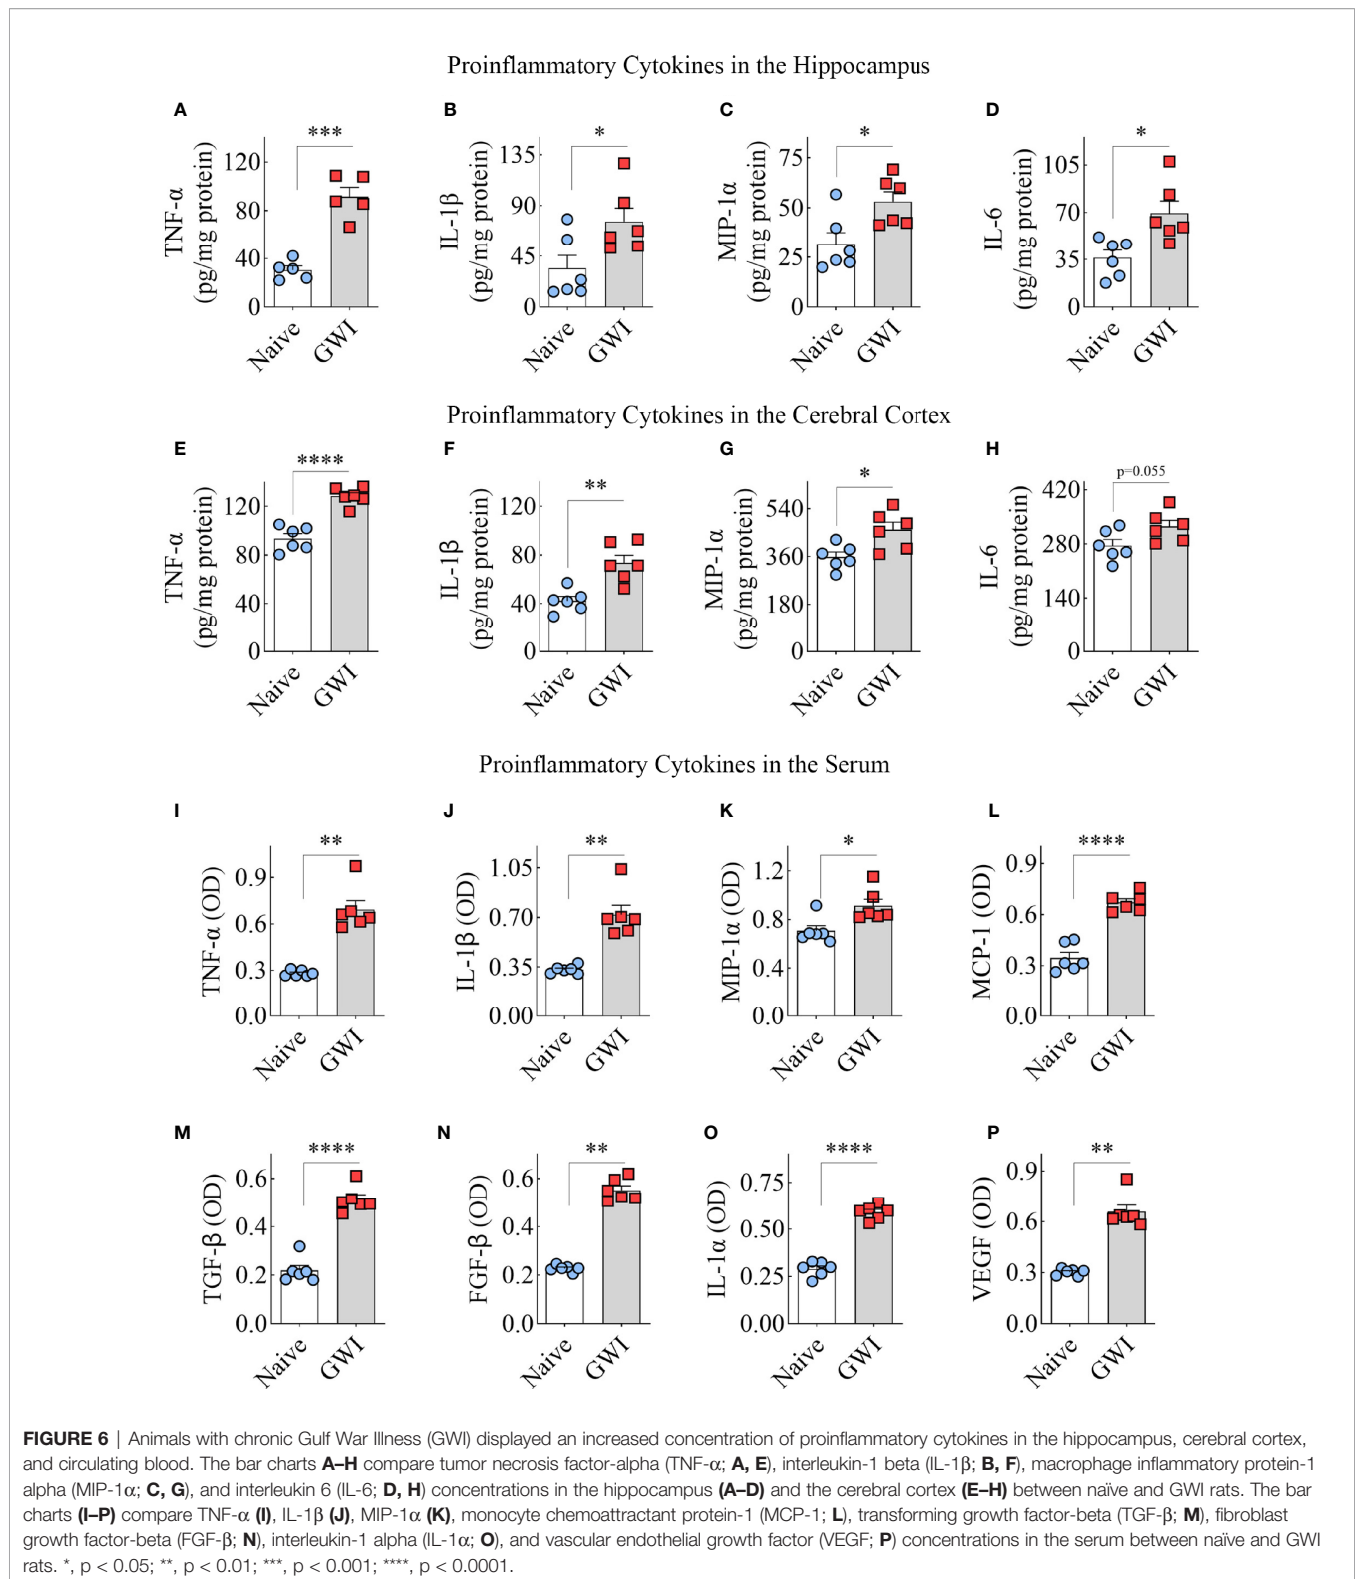 Proinflammatory Cytokines in the Hippocampus
A
TNF-α
(pg/mg protein)
120
80
40
0
***
Naive
GWI
B
IL-1β
(pg/mg protein)
135
90
45
0
*
Naive
GWI
C
MIP-1α
(pg/mg protein)
75
50
25
0
*
Naive
GWI
D
IL-6
(pg/mg protein)
105
70
35
0
*
Naive
GWI
Proinflammatory Cytokines in the Cerebral Cortex
E
TNF-α
(pg/mg protein)
120
80
40
0
****
Naive
GWI
F
IL-1β
(pg/mg protein)
120
80
40
0
**
Naive
GWI
G
MIP-1α
(pg/mg protein)
540
360
180
0
*
Naive
GWI
H
IL-6
(pg/mg protein)
420
280
140
0
p=0.055
Naive
GWI
Proinflammatory Cytokines in the Serum
I
TNF-α (OD)
0.9
0.6
0.3
0.0
**
Naive
GWI
J
IL-1β (OD)
1.05
0.70
0.35
0.00
**
Naive
GWI
K
MIP-1α (OD)
1.2
0.8
0.4
0.0
*
Naive
GWI
L
MCP-1 (OD)
0.9
0.6
0.3
0.0
****
Naive
GWI
M
TGF-β (OD)
0.6
0.4
0.2
0.0
****
Naive
GWI
N
FGF-β (OD)
0.6
0.4
0.2
0.0
**
Naive
GWI
O
IL-1α (OD)
0.75
0.50
0.25
0.00
****
Naive
GWI
P
VEGF (OD)
0.9
0.6
0.3
0.0
**
Naive
GWI
FIGURE 6 | Animals with chronic Gulf War Illness (GWI) displayed an increased concentration of proinflammatory cytokines in the hippocampus, cerebral cortex,
and circulating blood. The bar charts A–H compare tumor necrosis factor-alpha (TNF-α; A, E), interleukin-1 beta (IL-1β; B, F), macrophage inflammatory protein-1
alpha (MIP-1α; C, G), and interleukin 6 (IL-6; D, H) concentrations in the hippocampus (A–D) and the cerebral cortex (E–H) between naïve and GWI rats. The bar
charts (I–P) compare TNF-α (I), IL-1β (J), MIP-1α (K), monocyte chemoattractant protein-1 (MCP-1; L), transforming growth factor-beta (TGF-β; M), fibroblast
growth factor-beta (FGF-β; N), interleukin-1 alpha (IL-1α; O), and vascular endothelial growth factor (VEGF; P) concentrations in the serum between naïve and GWI
rats. *, p < 0.05; **, p < 0.01; ***, p < 0.001; ****, p < 0.0001.